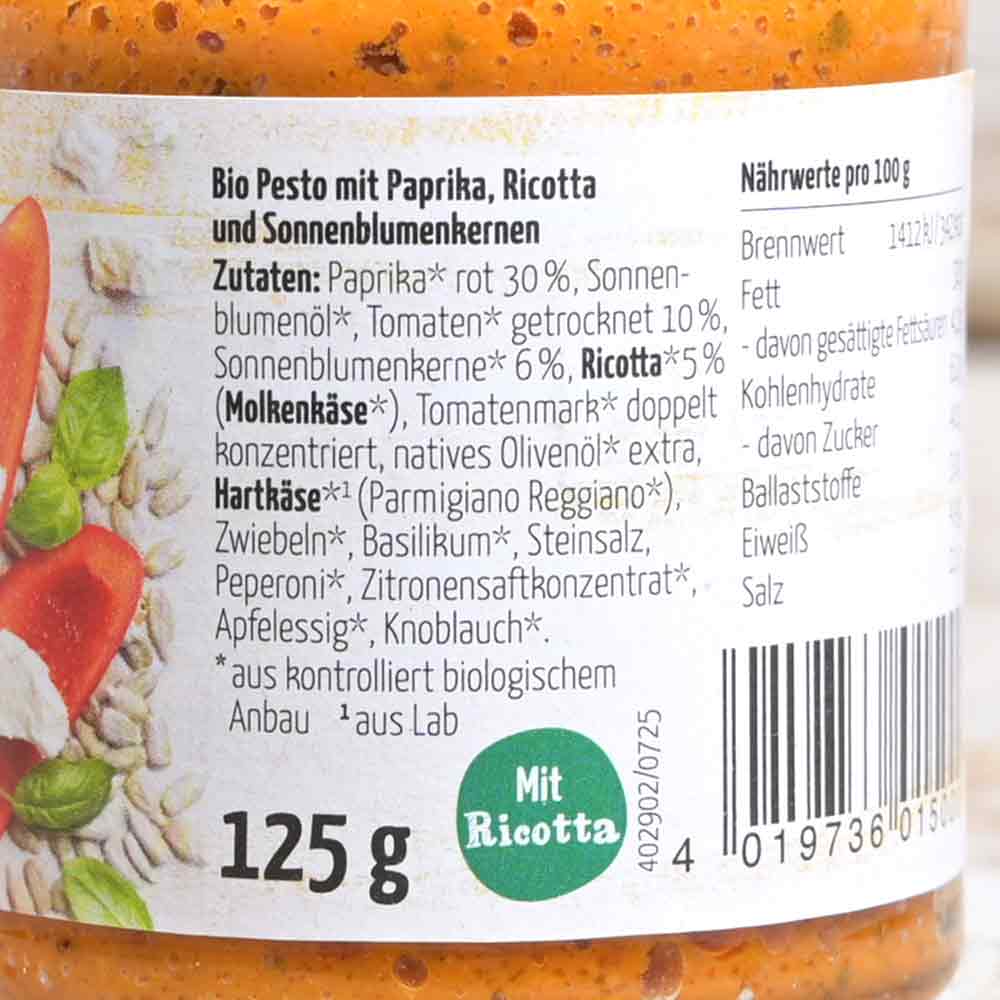 Bio Pesto mit Paprika, Ricotta
und Sonnenblumenkernen
Zutaten: Paprika* rot 30 %, Sonnen-
blumenöl*, Tomaten* getrocknet 10 %,
Sonnenblumenkerne* 6 %, Ricotta* 5 %
(Molkenkäse*), Tomatenmark* doppelt
konzentriert, natives Olivenöl* extra,
Hartkäse*¹ (Parmigiano Reggiano*),
Zwiebeln*, Basilikum*, Steinsalz,
Peperoni*, Zitronensaftkonzentrat*,
Apfelessig*, Knoblauch*.
*aus kontrolliert biologischem
Anbau ¹aus Lab
125 g
Mit
Ricotta
402902/0725
Nährwerte pro 100 g
Brennwert 1412 kJ/
Fett
- davon gesättigte Fettsäuren
Kohlenhydrate
- davon Zucker
Ballaststoffe
Eiweiß
Salz
4 019736